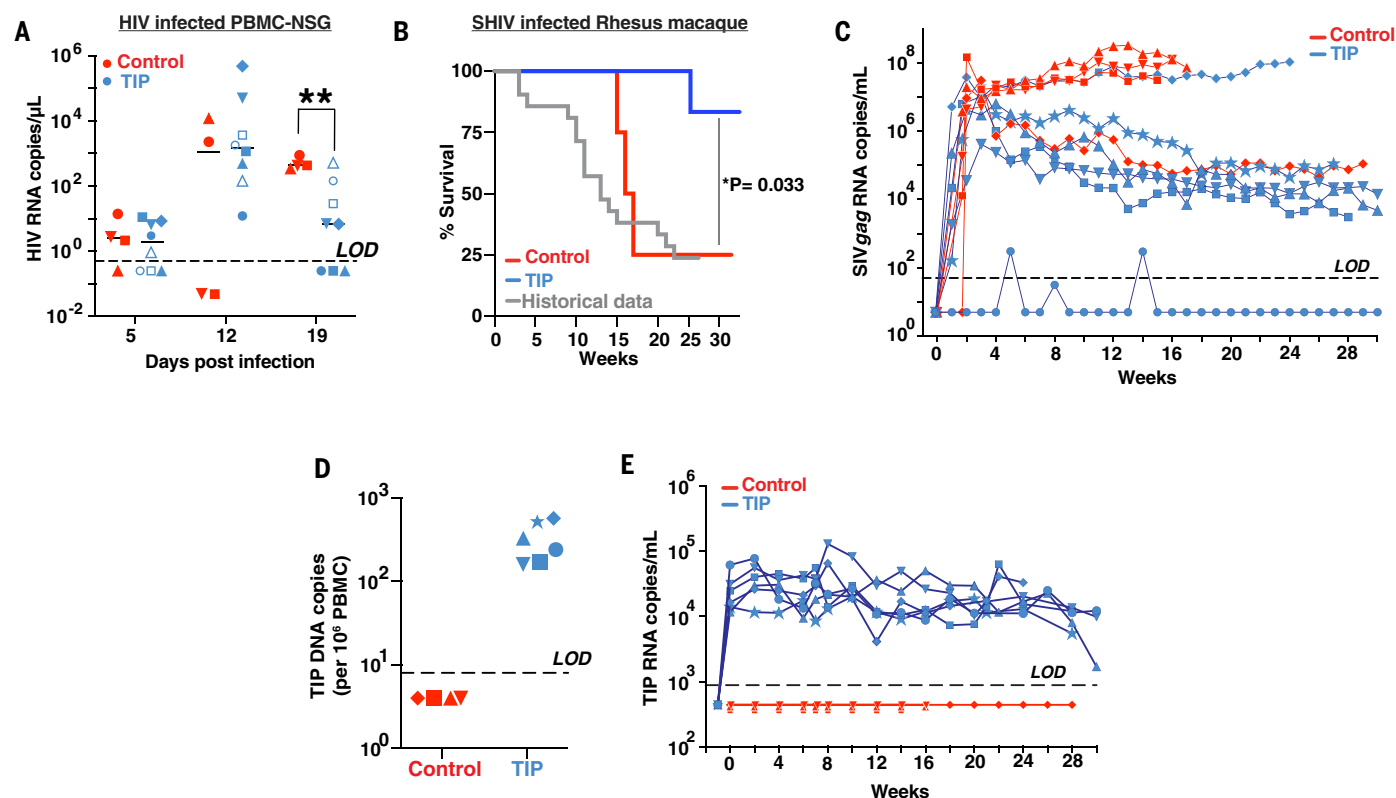 A
HIV infected PBMC-NSG
HIV RNA copies/µL
10^6
10^4
10^2
10^0
10^-2
Control
TIP
**
LOD
5 12 19
Days post infection
B
SHIV infected Rhesus macaque
% Survival
100
75
50
25
0
*P= 0.033
Control
TIP
Historical data
0 5 10 15 20 25 30
Weeks
C
SIVgag RNA copies/mL
10^8
10^6
10^4
10^2
10^0
Control
TIP
LOD
0 4 8 12 16 20 24 28
Weeks
D
TIP DNA copies
(per 10^6 PBMC)
10^3
10^2
10^1
10^0
LOD
Control TIP
E
TIP RNA copies/mL
10^6
10^5
10^4
10^3
10^2
Control
TIP
LOD
0 4 8 12 16 20 24 28
Weeks